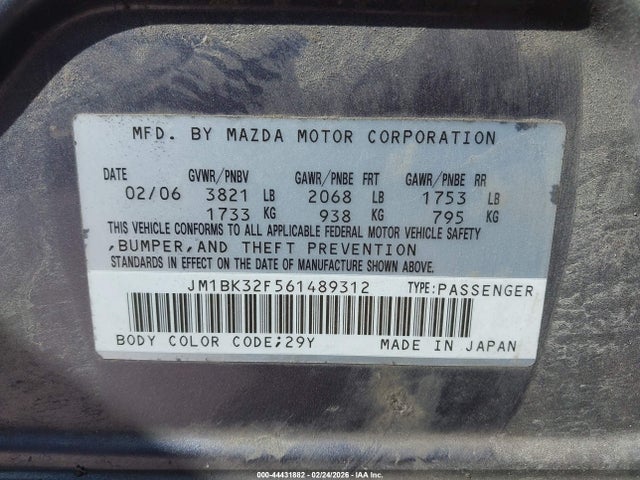 MFD. BY MAZDA MOTOR CORPORATION
DATE GVWR/PNBV GAWR/PNBE FRT GAWR/PNBE RR
02/06 3821 LB 2068 LB 1753 LB
1733 KG 938 KG 795 KG
THIS VEHICLE CONFORMS TO ALL APPLICABLE FEDERAL MOTOR VEHICLE SAFETY
,BUMPER,AND THEFT PREVENTION
STANDARDS IN EFFECT ON THE DATE OF MANUFACTURE SHOWN ABOVE.
JM1BK32F561489312 TYPE:PASSENGER
BODY COLOR CODE;29Y MADE IN JAPAN
000-44431882 - 02/24/2026 - Copyright © IAA, LLC